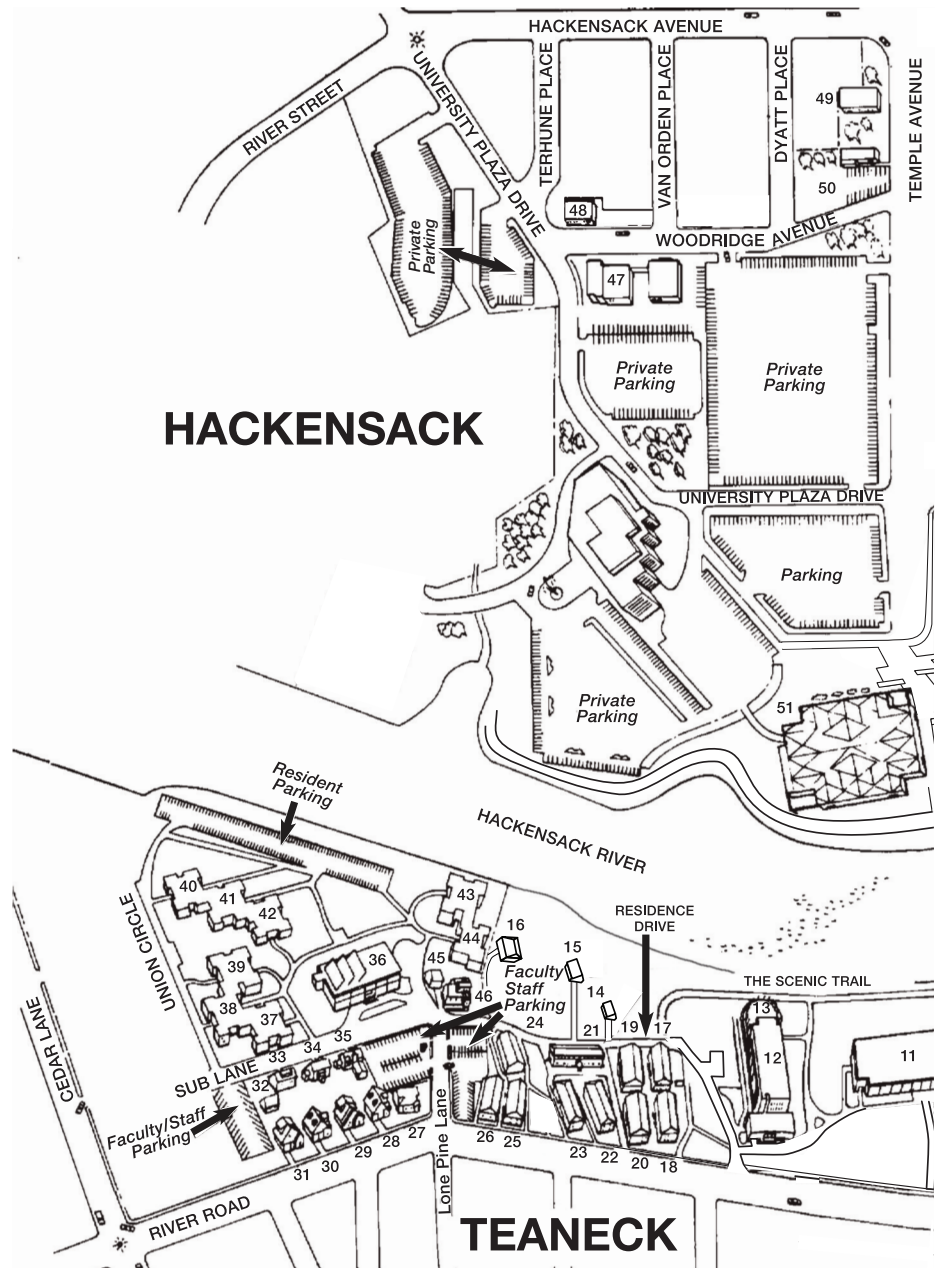 HACKENSACK AVENUE
RIVER STREET
UNIVERSITY PLAZA DRIVE
TERHUNE PLACE
VAN ORDEN PLACE
DYATT PLACE
TEMPLE AVENUE
49
50
48
WOODRIDGE AVENUE
Private
Parking
47
Private
Parking
Private
Parking
HACKENSACK
UNIVERSITY PLAZA DRIVE
Parking
Private
Parking
51
Resident
Parking
HACKENSACK RIVER
UNION CIRCLE
40
41
42
43
44
16
15
14
RESIDENCE
DRIVE
THE SCENIC TRAIL
39
38
37
36
45
46
Faculty
Staff
Parking
24
21
19
17
13
12
11
CEDAR LANE
SUB LANE
35
34
33
32
Faculty/Staff
Parking
31
30
29
28
27
Lone Pine Lane
26
25
23
22
20
18
RIVER ROAD
TEANECK